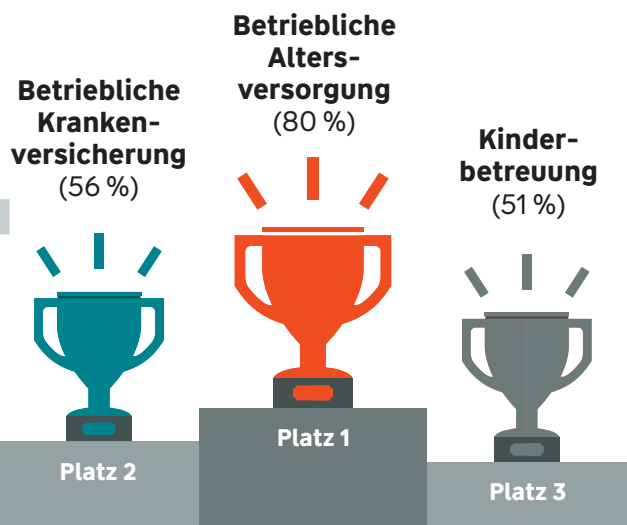 Betriebliche
Alters-
versorgung
(80 %)
Betriebliche
Kranken-
versicherung
(56 %)
Kinder-
betreuung
(51 %)
Platz 1
Platz 2
Platz 3